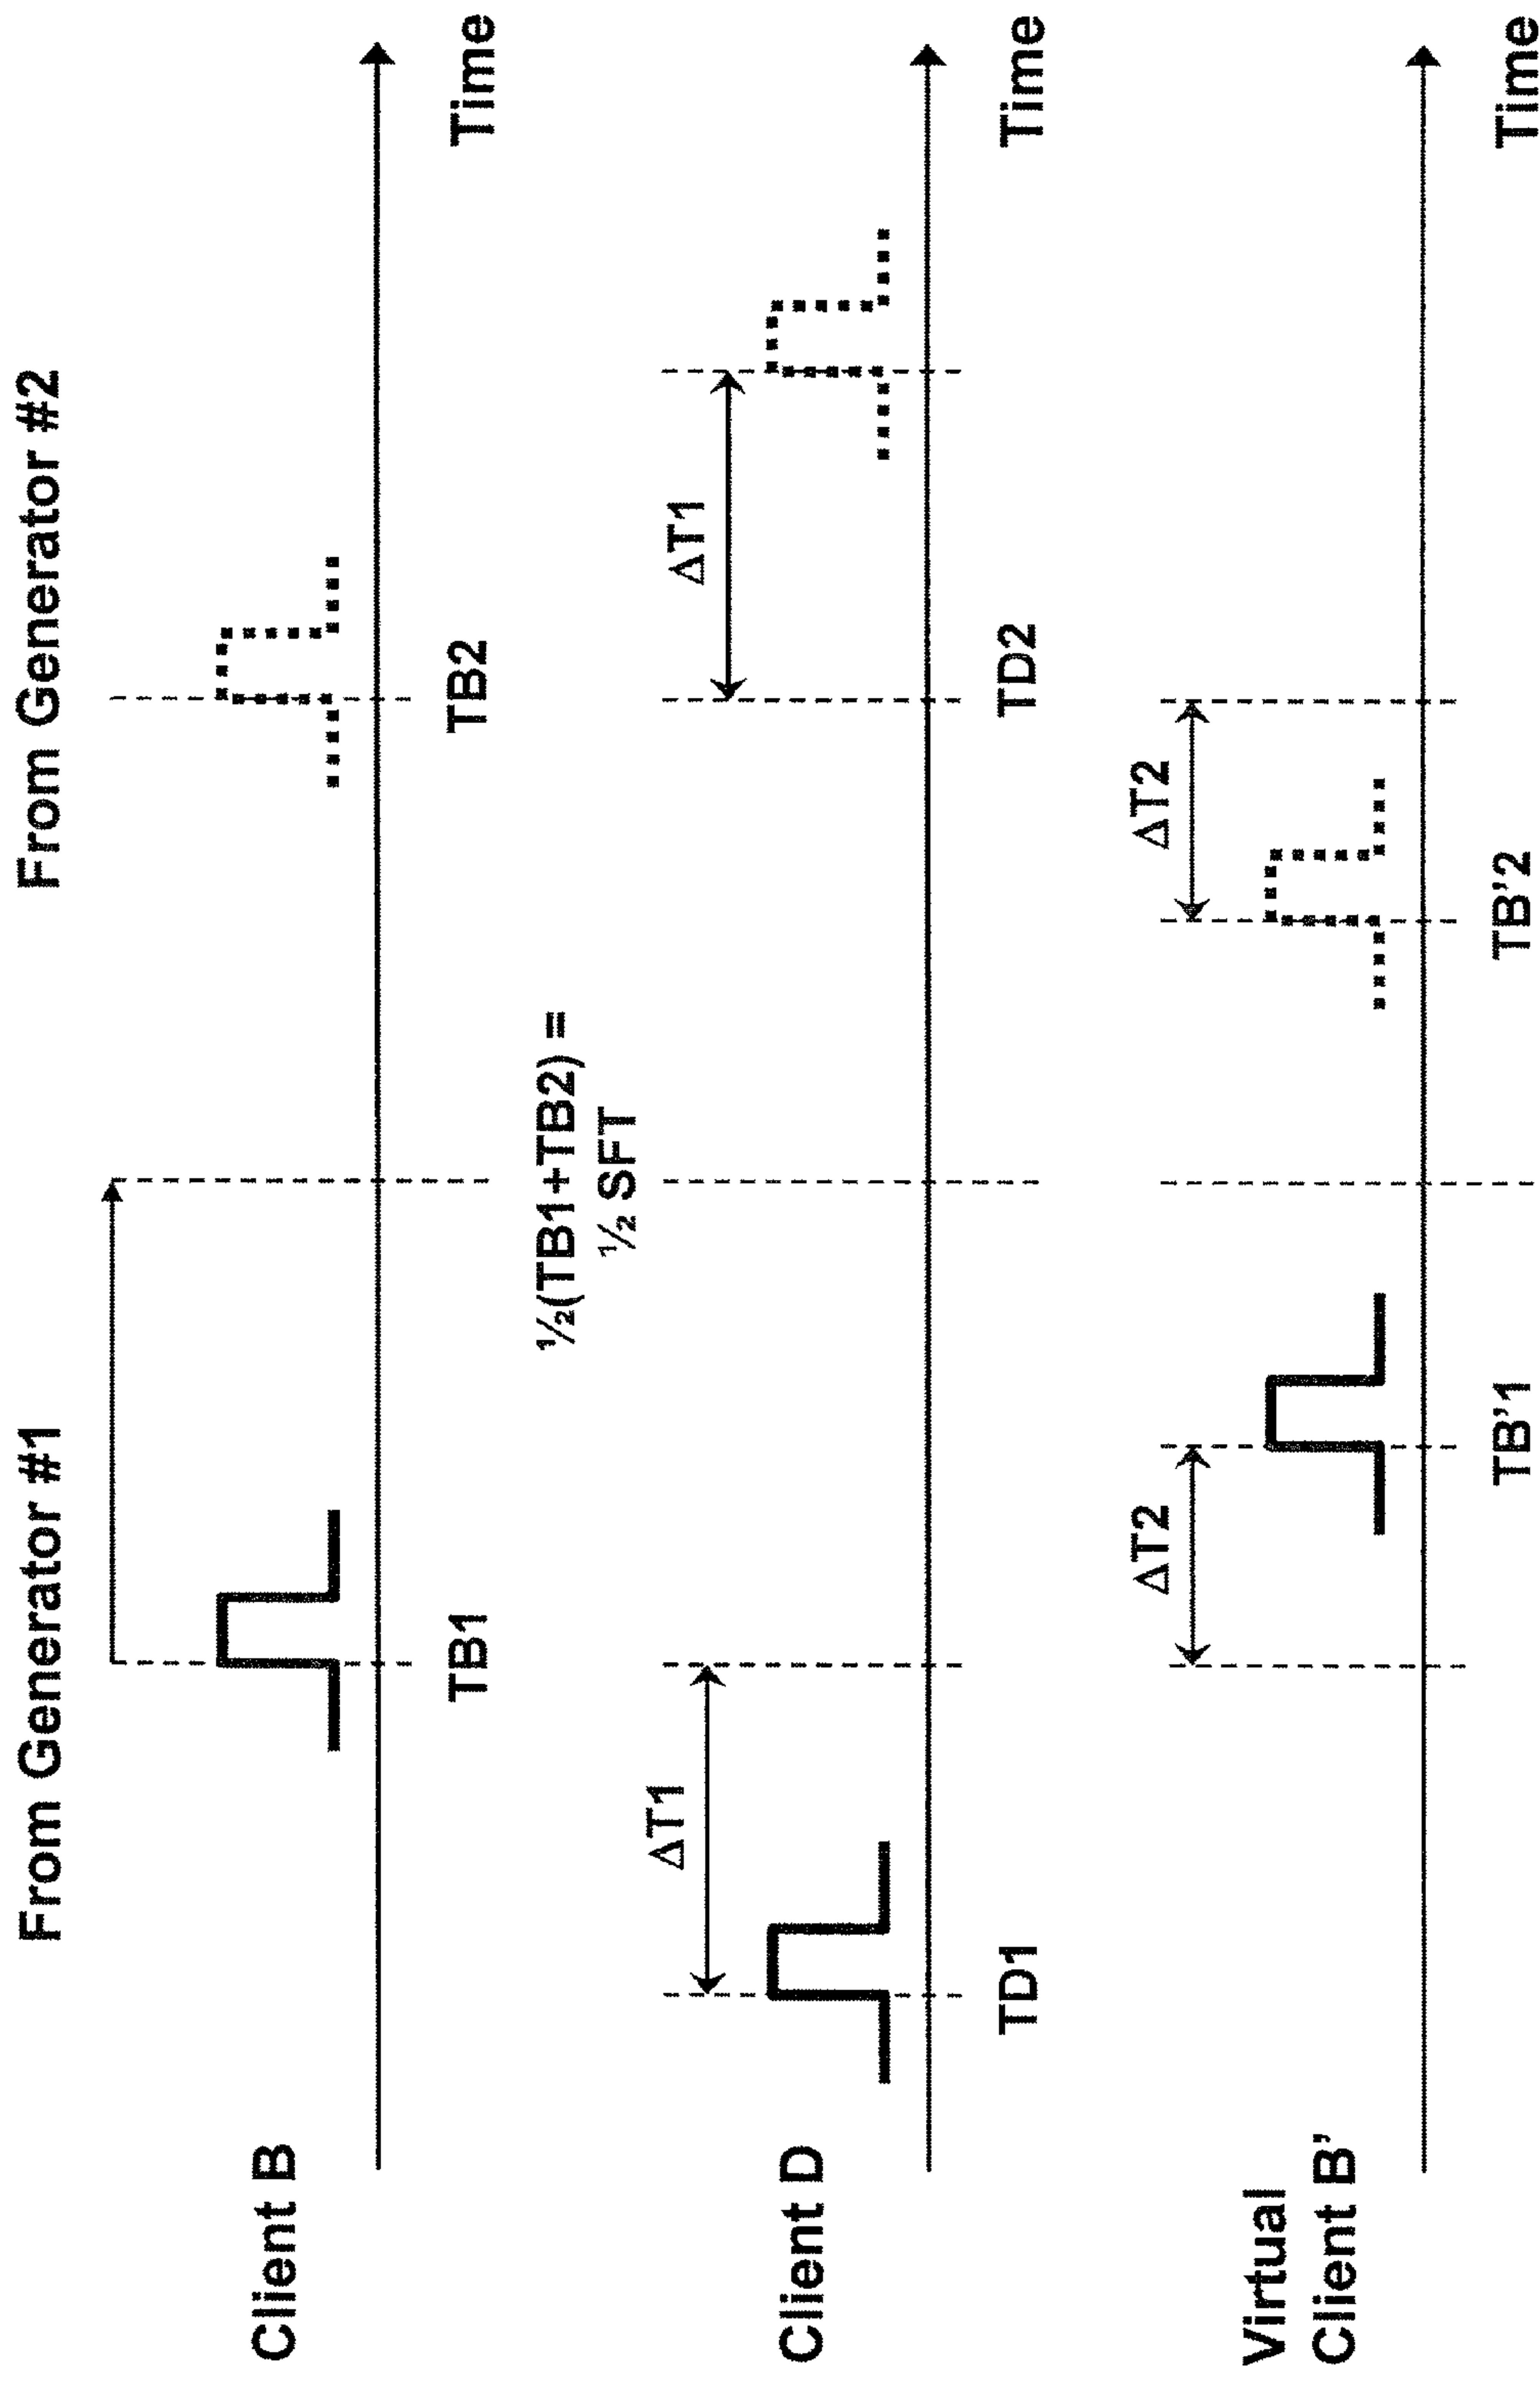 From Generator #1
From Generator #2
Client B
TB1
TB2
Time
½(TB1+TB2) =
½ SFT
Client D
ΔT1
ΔT1
TD1
TD2
Time
Virtual
Client B’
ΔT2
ΔT2
TB’1
TB’2
Time